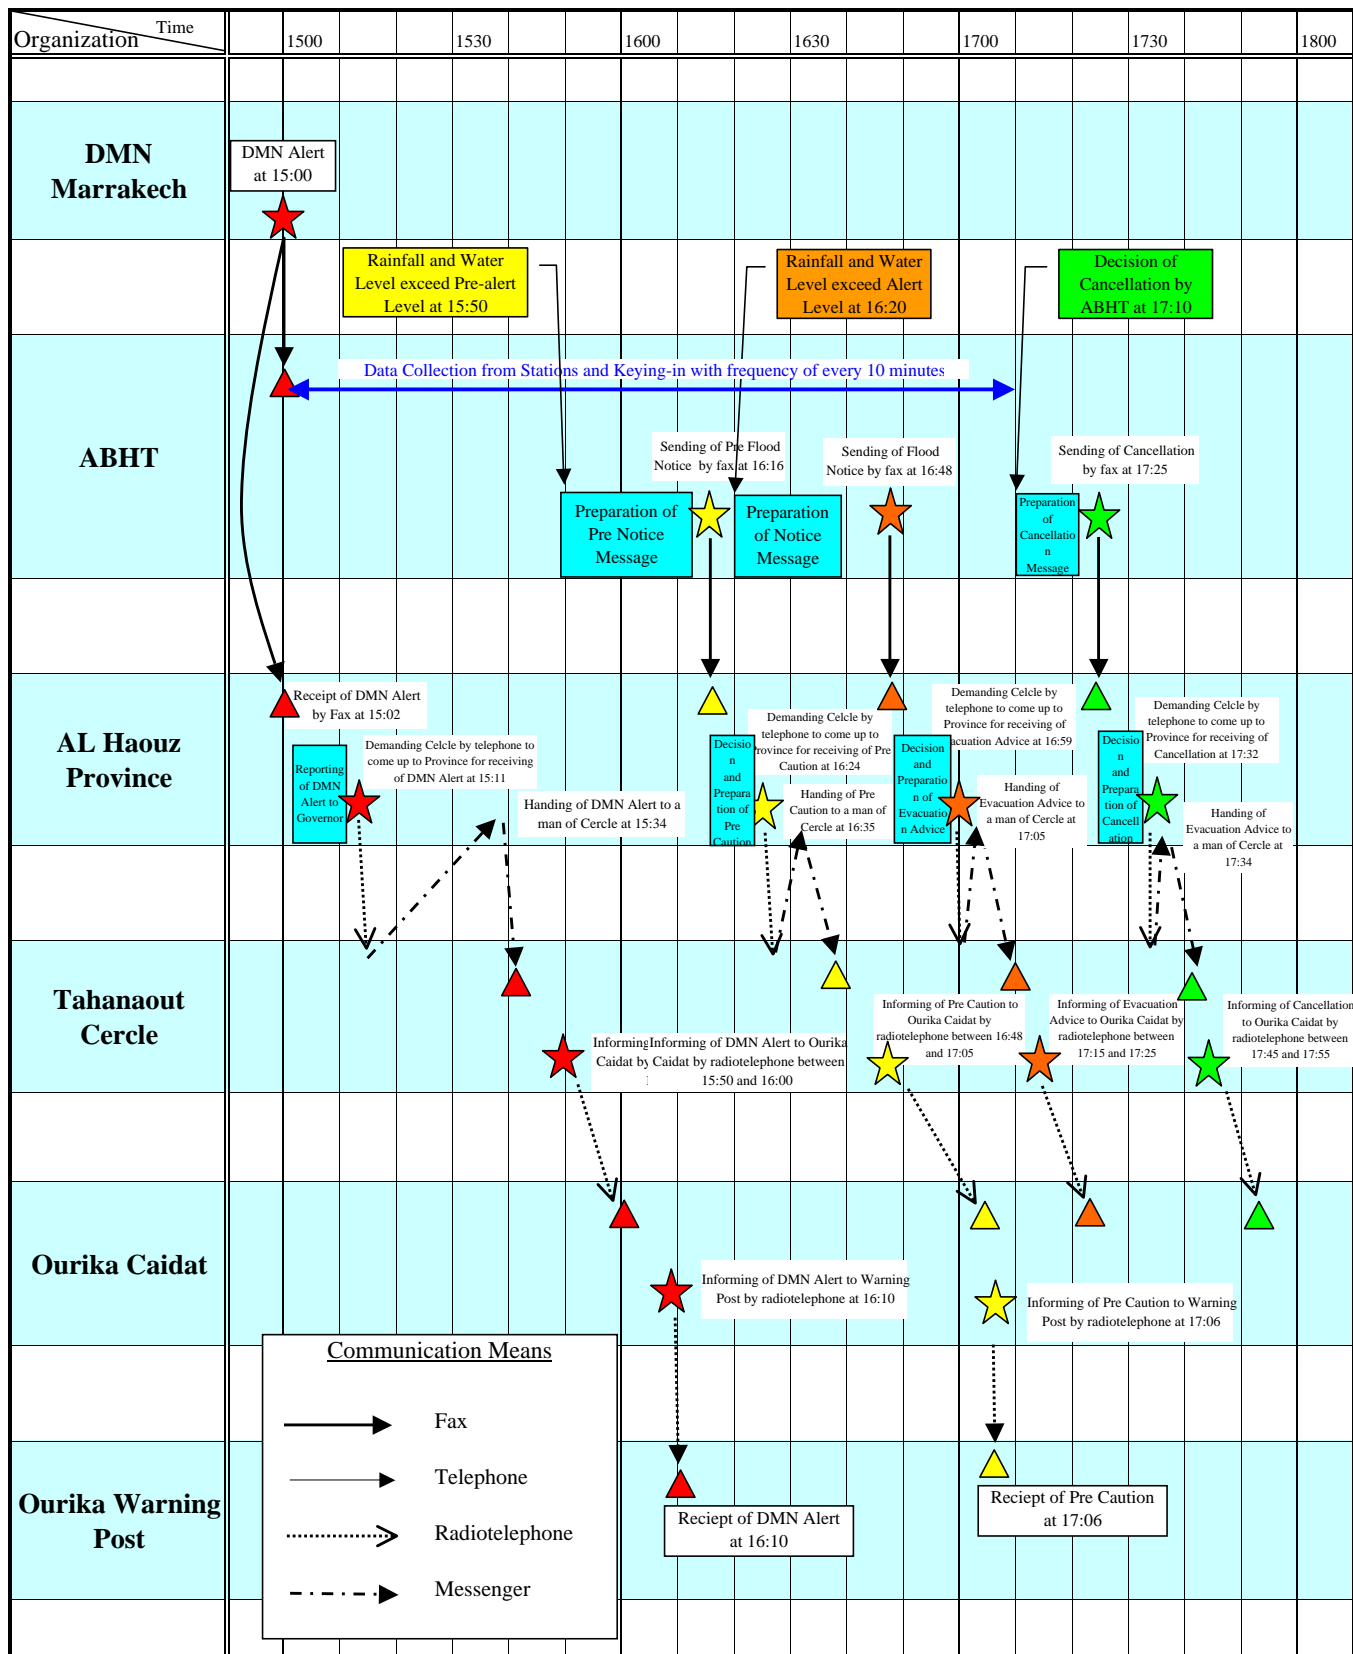 Time
Organization
1500
1530
1600
1630
1700
1730
1800
DMN
Marrakech
DMN Alert
at 15:00
Rainfall and Water
Level exceed Pre-alert
Level at 15:50
Rainfall and Water
Level exceed Alert
Level at 16:20
Decision of
Cancellation by
ABHT at 17:10
ABHT
Data Collection from Stations and Keying-in with frequency of every 10 minutes
Sending of Pre Flood
Notice by fax at 16:16
Sending of Flood
Notice by fax at 16:48
Sending of Cancellation
by fax at 17:25
Preparation of
Pre Notice
Message
Preparation
of Notice
Message
Preparation
of
Cancellatio
n
Message
AL Haouz
Province
Receipt of DMN Alert
by Fax at 15:02
Reporting
of DMN
Alert to
Governor
Demanding Celcle by telephone to
come up to Province for receiving
of DMN Alert at 15:11
Handing of DMN Alert to a
man of Cercle at 15:34
Decisio
n
and
Prepara
tion of
Pre
Caution
Demanding Celcle by
telephone to come up to
Province for receiving of Pre
Caution at 16:24
Handing of Pre
Caution to a man of
Cercle at 16:35
Decision
and
Preparatio
n of
Evacuatio
n Advice
Demanding Celcle by
telephone to come up to
Province for receiving of
acuation Advice at 16:59
Handing of
Evacuation Advice to
a man of Cercle at
17:05
Decisio
n
and
Prepara
tion of
Cancell
ation
Demanding Celcle by
telephone to come up to
Province for receiving of
Cancellation at 17:32
Handing of
Evacuation Advice to
a man of Cercle at
17:34
Tahanaout
Cercle
Informing
Caidat by
Informing of DMN Alert to Ourika
Caidat by radiotelephone between
15:50 and 16:00
Informing of Pre Caution to
Ourika Caidat by
radiotelephone between 16:48
and 17:05
Informing of Evacuation
Advice to Ourika Caidat by
radiotelephone between
17:15 and 17:25
Informing of Cancellation
to Ourika Caidat by
radiotelephone between
17:45 and 17:55
Ourika Caidat
Informing of DMN Alert to Warning
Post by radiotelephone at 16:10
Informing of Pre Caution to Warning
Post by radiotelephone at 17:06
Communication Means
Fax
Telephone
Radiotelephone
Messenger
Ourika Warning
Post
Reciept of DMN Alert
at 16:10
Reciept of Pre Caution
at 17:06